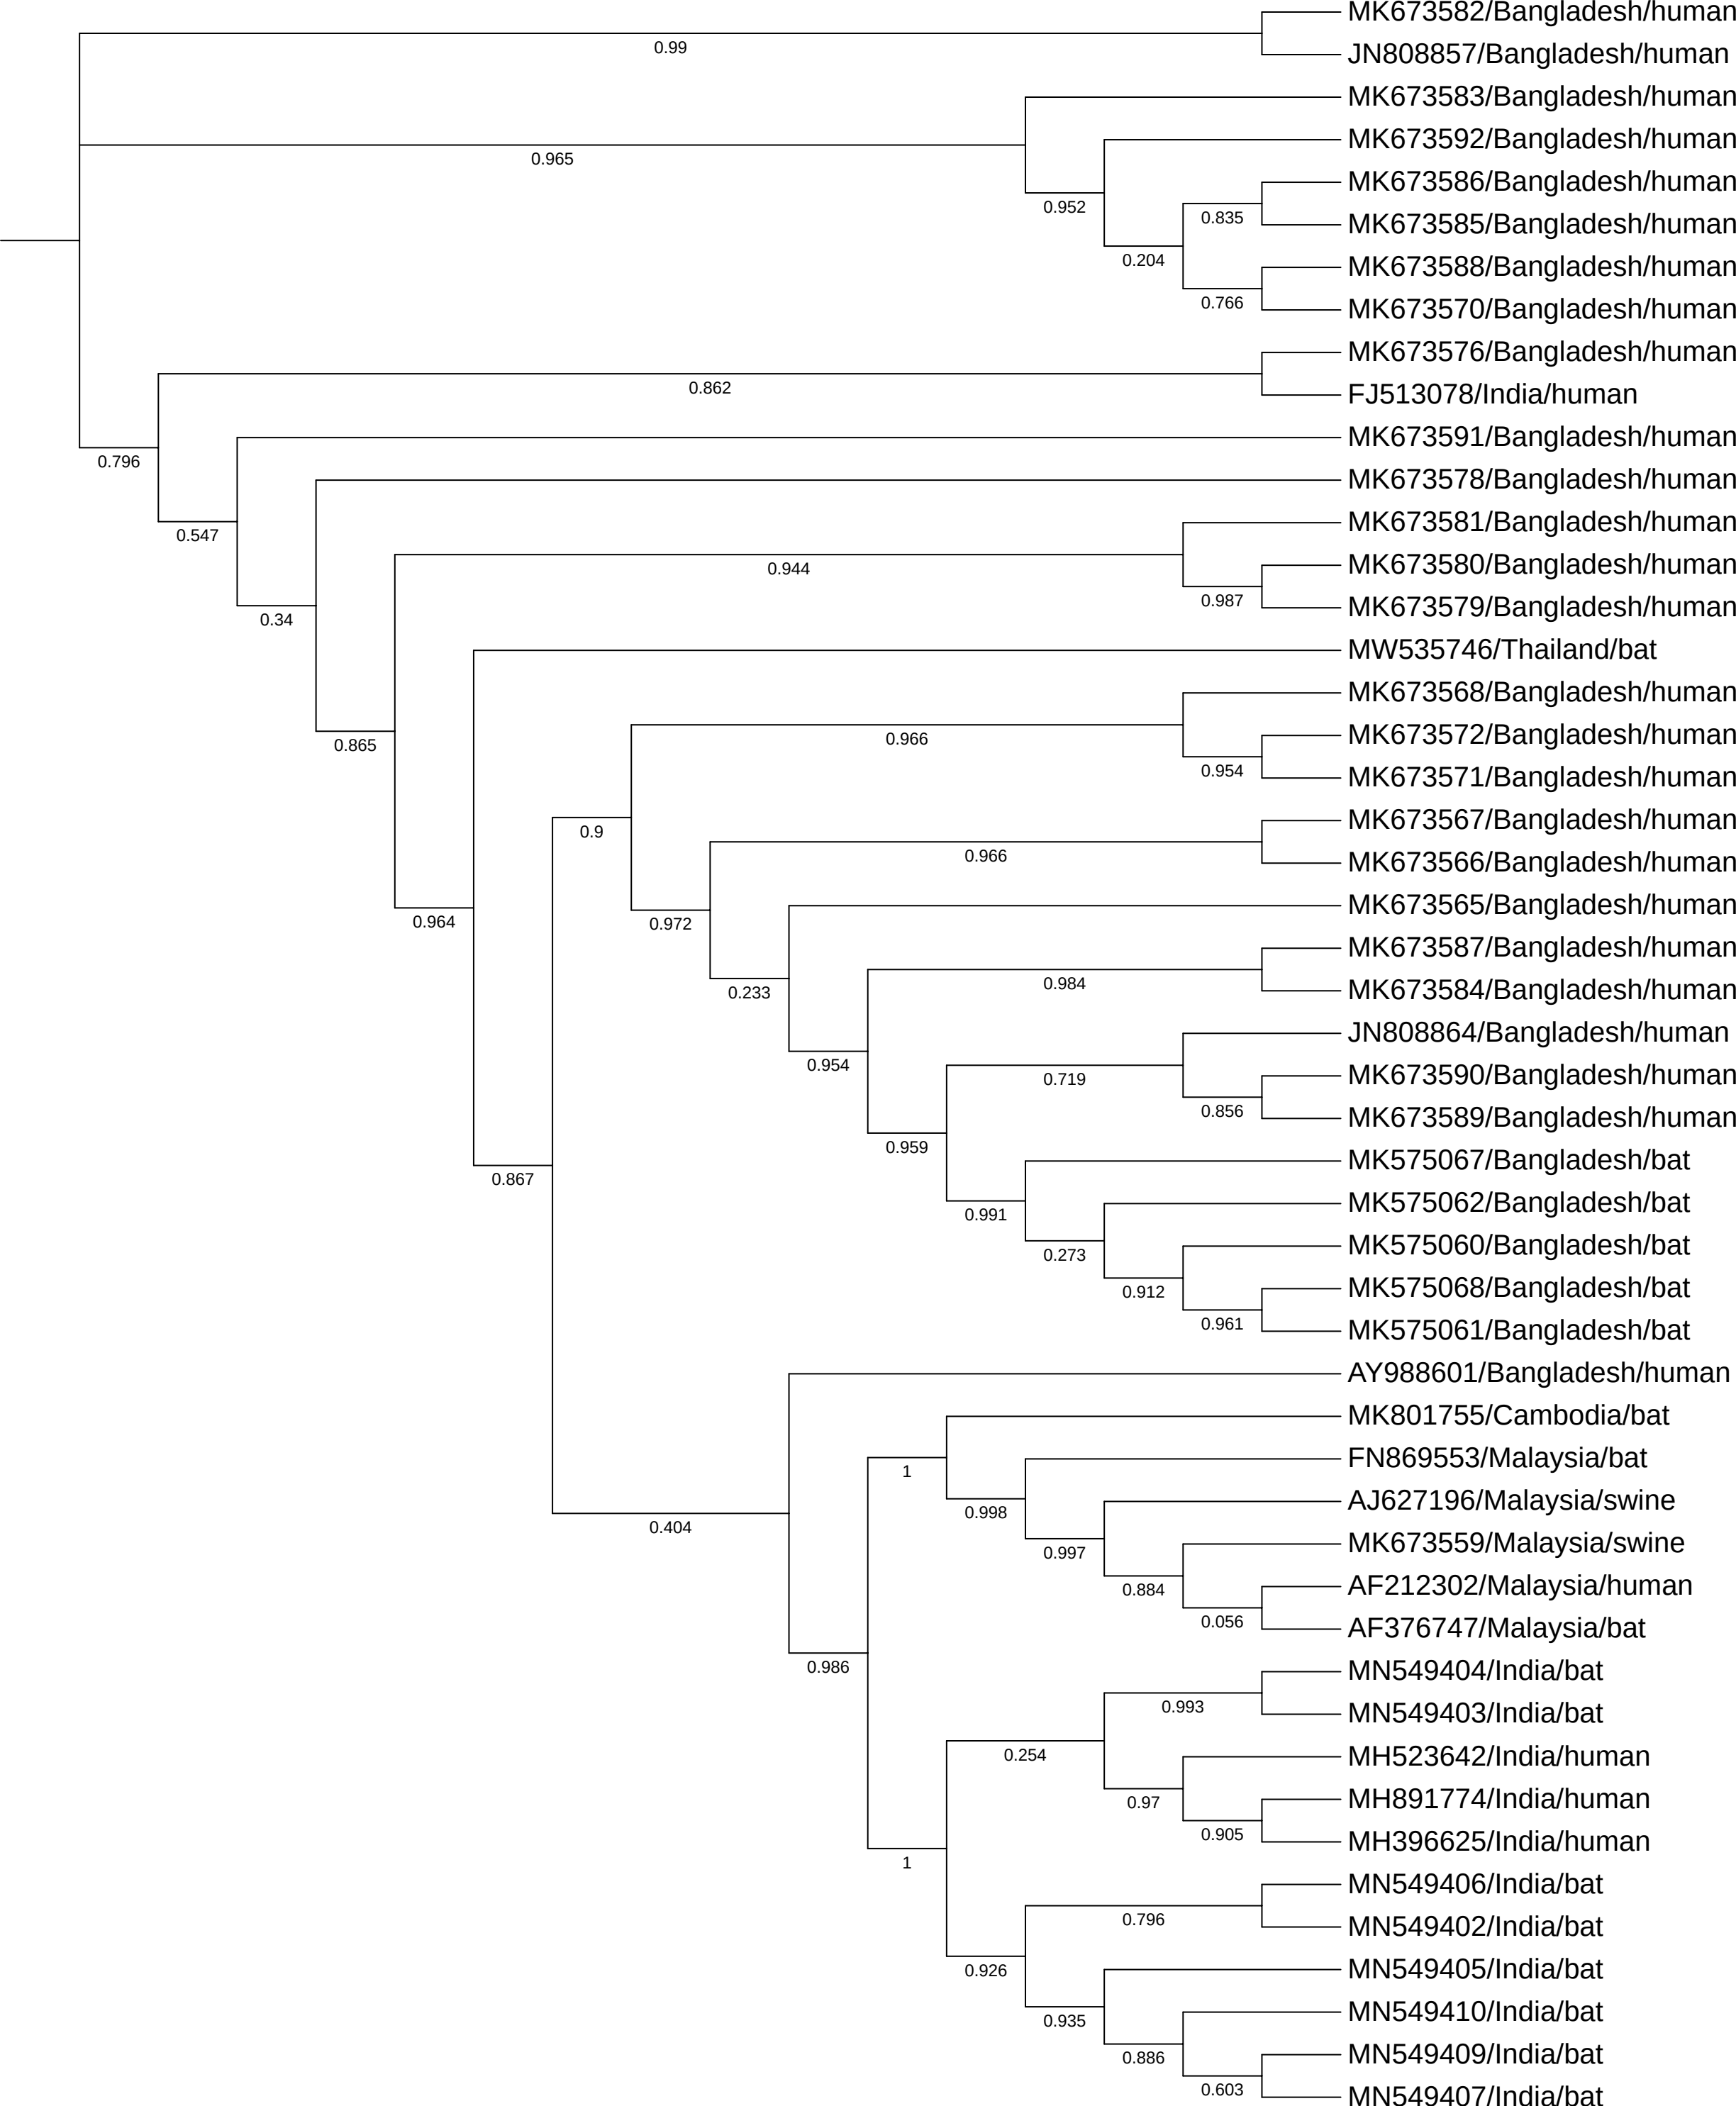 MK673582/Bangladesh/human
0.99
JN808857/Bangladesh/human
MK673583/Bangladesh/human
MK673592/Bangladesh/human
0.965
MK673586/Bangladesh/human
0.952
0.835
MK673585/Bangladesh/human
0.204
MK673588/Bangladesh/human
0.766
MK673570/Bangladesh/human
MK673576/Bangladesh/human
0.862
FJ513078/India/human
MK673591/Bangladesh/human
0.796
MK673578/Bangladesh/human
MK673581/Bangladesh/human
0.547
MK673580/Bangladesh/human
0.944
0.987
MK673579/Bangladesh/human
0.34
MW535746/Thailand/bat
MK673568/Bangladesh/human
MK673572/Bangladesh/human
0.966
0.865
0.954
MK673571/Bangladesh/human
MK673567/Bangladesh/human
0.9
0.966
MK673566/Bangladesh/human
MK673565/Bangladesh/human
0.964
0.972
MK673587/Bangladesh/human
0.984
MK673584/Bangladesh/human
0.233
JN808864/Bangladesh/human
0.954
MK673590/Bangladesh/human
0.719
0.856
MK673589/Bangladesh/human
0.959
MK575067/Bangladesh/bat
0.867
MK575062/Bangladesh/bat
0.991
MK575060/Bangladesh/bat
0.273
MK575068/Bangladesh/bat
0.912
0.961
MK575061/Bangladesh/bat
AY988601/Bangladesh/human
MK801755/Cambodia/bat
FN869553/Malaysia/bat
1
AJ627196/Malaysia/swine
0.998
0.404
MK673559/Malaysia/swine
0.997
AF212302/Malaysia/human
0.884
0.056
AF376747/Malaysia/bat
0.986
MN549404/India/bat
0.993
MN549403/India/bat
0.254
MH523642/India/human
MH891774/India/human
0.97
0.905
MH396625/India/human
1
MN549406/India/bat
0.796
MN549402/India/bat
0.926
MN549405/India/bat
MN549410/India/bat
0.935
MN549409/India/bat
0.886
0.603
MN549407/India/bat